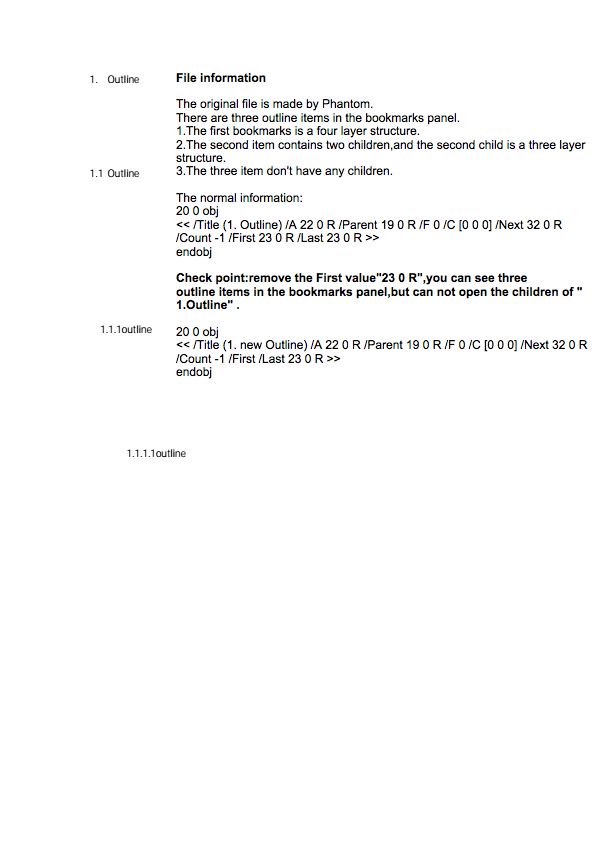 1. Outline
File information
The original file is made by Phantom.
There are three outline items in the bookmarks panel.
1.The first bookmarks is a four layer structure.
2.The second item contains two children,and the second child is a three layer
structure.
3.The three item don't have any children.
1.1 Outline
The normal information:
20 0 obj
<< /Title (1. Outline) /A 22 0 R /Parent 19 0 R /F 0 /C [0 0 0] /Next 32 0 R
/Count -1 /First 23 0 R /Last 23 0 R >>
endobj
Check point:remove the First value"23 0 R",you can see three
outline items in the bookmarks panel,but can not open the children of "
1.Outline" .
1.1.1outline
20 0 obj
<< /Title (1. new Outline) /A 22 0 R /Parent 19 0 R /F 0 /C [0 0 0] /Next 32 0 R
/Count -1 /First /Last 23 0 R >>
endobj
1.1.1.1outline